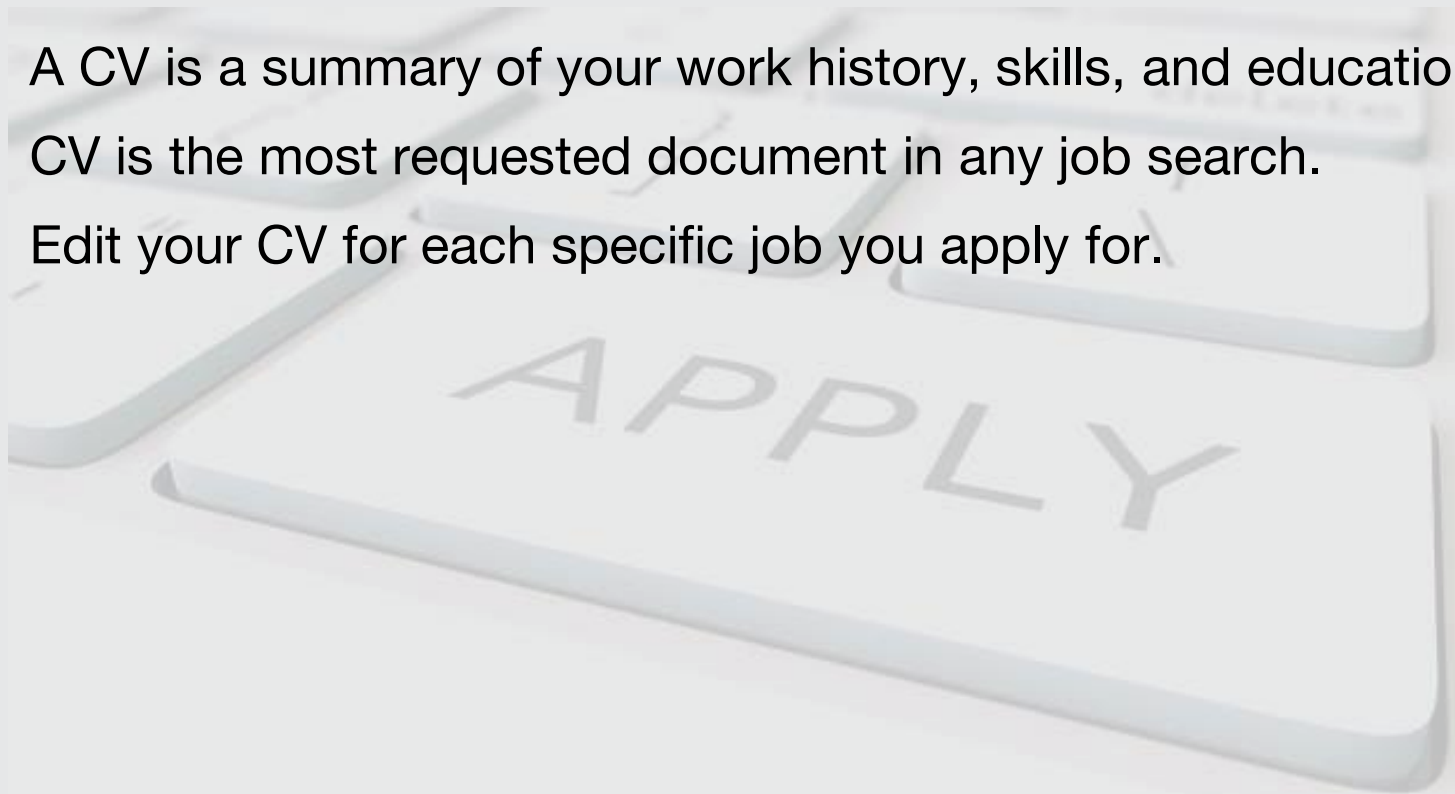 A CV is a summary of your work history, skills, and educatio
CV is the most requested document in any job search.
Edit your CV for each specific job you apply for.
APPLY